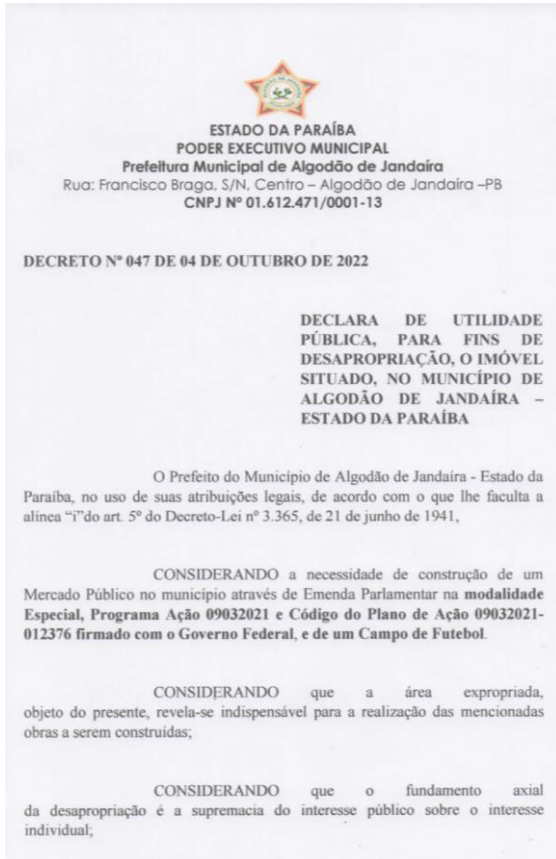 ESTADO DA PARAÍBA
PODER EXECUTIVO MUNICIPAL
Prefeitura Municipal de Algodão de Jandaíra
Rua: Francisco Braga, S/N, Centro – Algodão de Jandaíra –PB
CNPJ Nº 01.612.471/0001-13
DECRETO Nº 047 DE 04 DE OUTUBRO DE 2022
DECLARA DE UTILIDADE
PÚBLICA, PARA FINS DE
DESAPROPRIAÇÃO, O IMÓVEL
SITUADO, NO MUNICÍPIO DE
ALGODÃO DE JANDAÍRA –
ESTADO DA PARAÍBA
O Prefeito do Município de Algodão de Jandaíra - Estado da
Paraíba, no uso de suas atribuições legais, de acordo com o que lhe faculta a
alínea “i”do art. 5º do Decreto-Lei nº 3.365, de 21 de junho de 1941,
CONSIDERANDO a necessidade de construção de um
Mercado Público no município através de Emenda Parlamentar na modalidade
Especial, Programa Ação 09032021 e Código do Plano de Ação 09032021-
012376 firmado com o Governo Federal, e de um Campo de Futebol.
CONSIDERANDO que a área expropriada,
objeto do presente, revela-se indispensável para a realização das mencionadas
obras a serem construídas;
CONSIDERANDO que o fundamento axial
da desapropriação é a supremacia do interesse público sobre o interesse
individual;